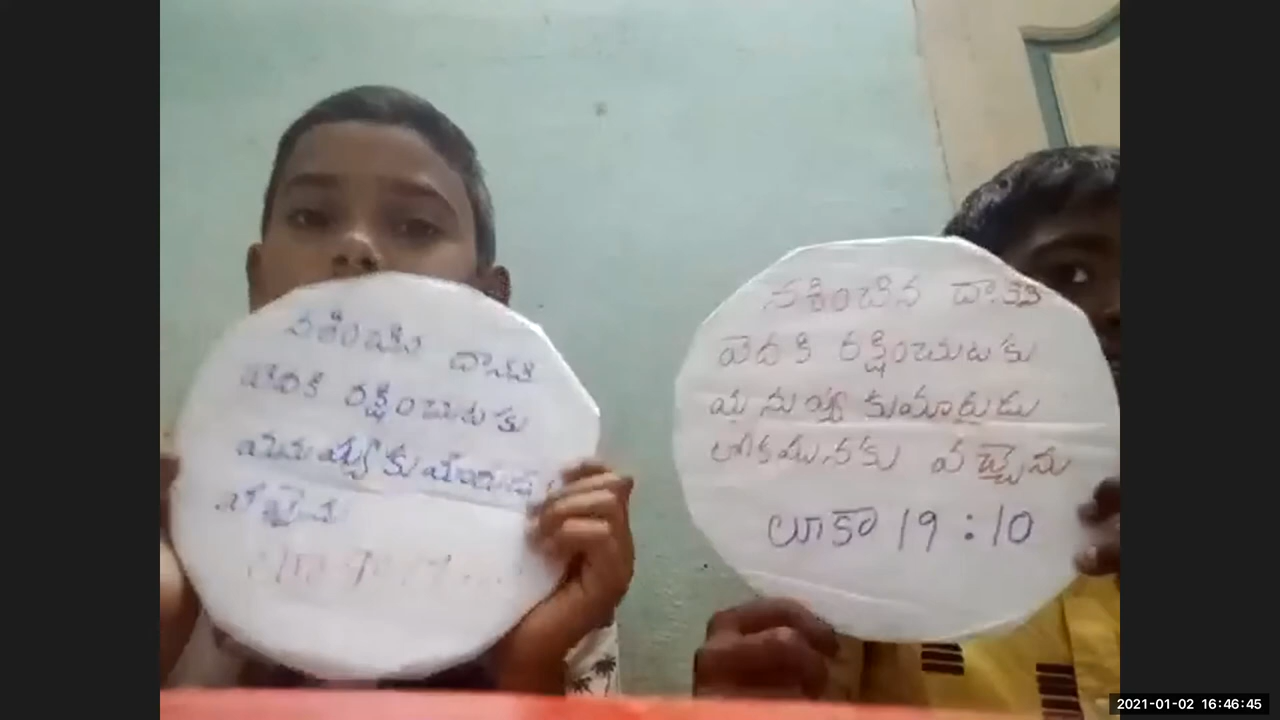 నశించిన దానిని
వెదకి రక్షించుటకు
మనుష్య కుమారుడు
నశించిన దానిని
వెదకి రక్షించుటకు
మనుష్య కుమారుడు
లోకమునకు వచ్చెను
లూకా 19:10
2021-01-02 16:46:45